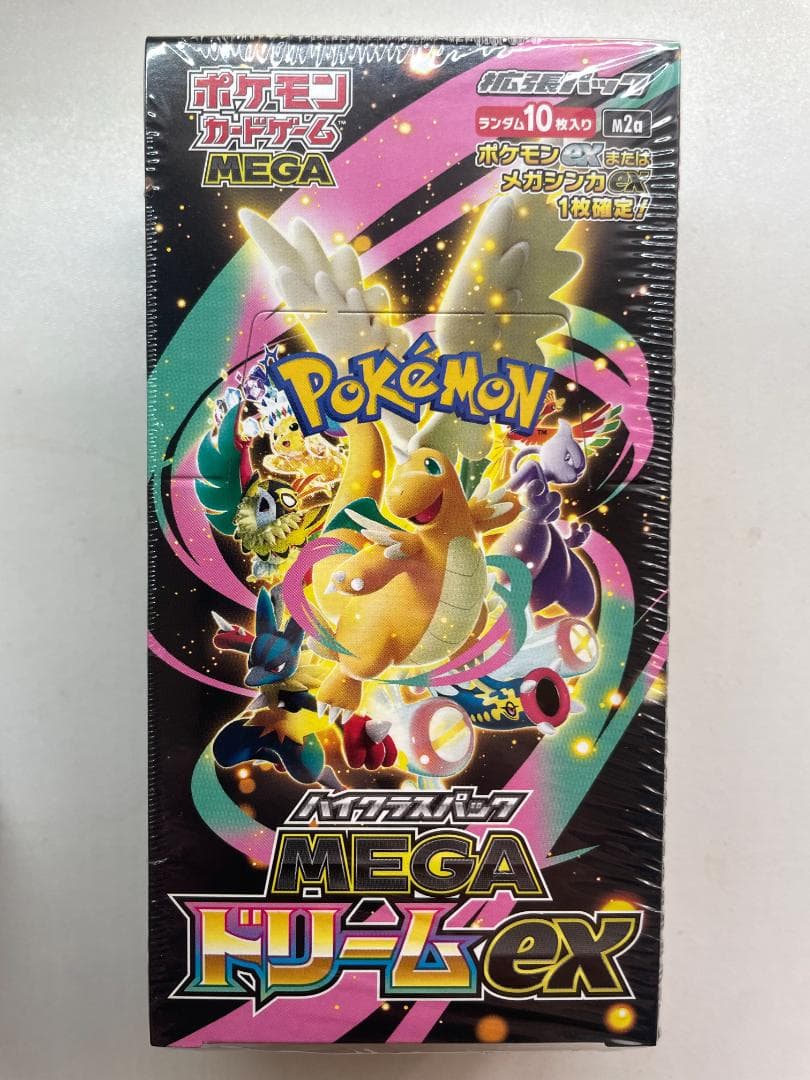 ポケモン
カードゲーム™
MEGA
拡張パック
ランダム10枚入り M2a
ポケモンexまたは
メガシンカex
1枚確定!
POKéMON™
ハイクラスパック
MEGA
ドリームex